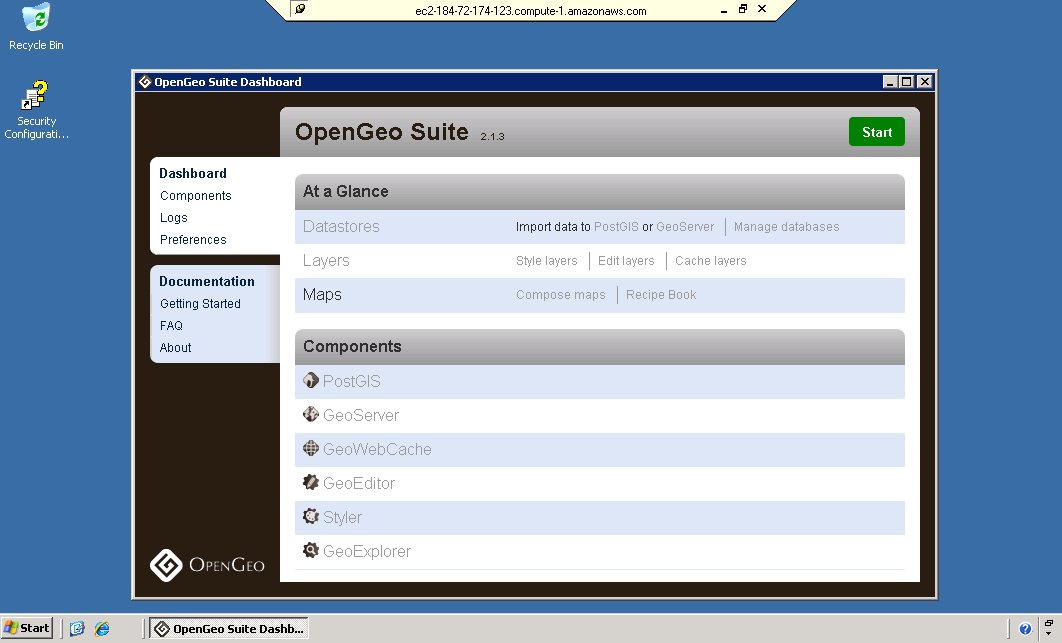 ec2-184-72-174-123.compute-1.amazonaws.com
Recycle Bin
Security
Configurati...
OpenGeo Suite Dashboard
OpenGeo Suite 2.1.3
Start
Dashboard
Components
Logs
Preferences
Documentation
Getting Started
FAQ
About
OPENGEO
At a Glance
Datastores Import data to PostGIS or GeoServer Manage databases
Layers Style layers Edit layers Cache layers
Maps Compose maps Recipe Book
Components
PostGIS
GeoServer
GeoWebCache
GeoEditor
Styler
GeoExplorer
Start
OpenGeo Suite Dashb...